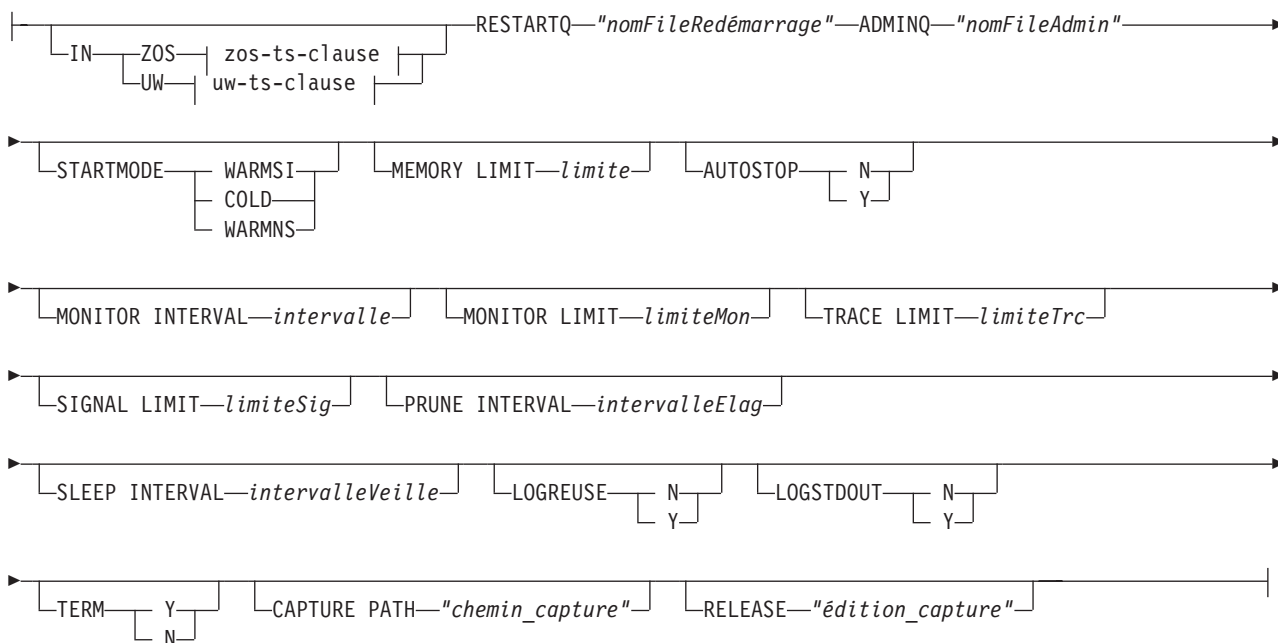 RESTARTQ "nomFileRedémarrage" ADMINQ "nomFileAdmin"
IN ZOS zos-ts-clause
UW uw-ts-clause
STARTMODE WARMSI MEMORY LIMIT limite AUTOSTOP N
COLD Y
WARMNS
MONITOR INTERVAL intervalle MONITOR LIMIT limiteMon TRACE LIMIT limiteTrc
SIGNAL LIMIT limiteSig PRUNE INTERVAL intervalleElag
SLEEP INTERVAL intervalleVeille LOGREUSE N LOGSTDOUT N
Y Y
TERM Y CAPTURE PATH "chemin_capture" RELEASE "édition_capture"
N